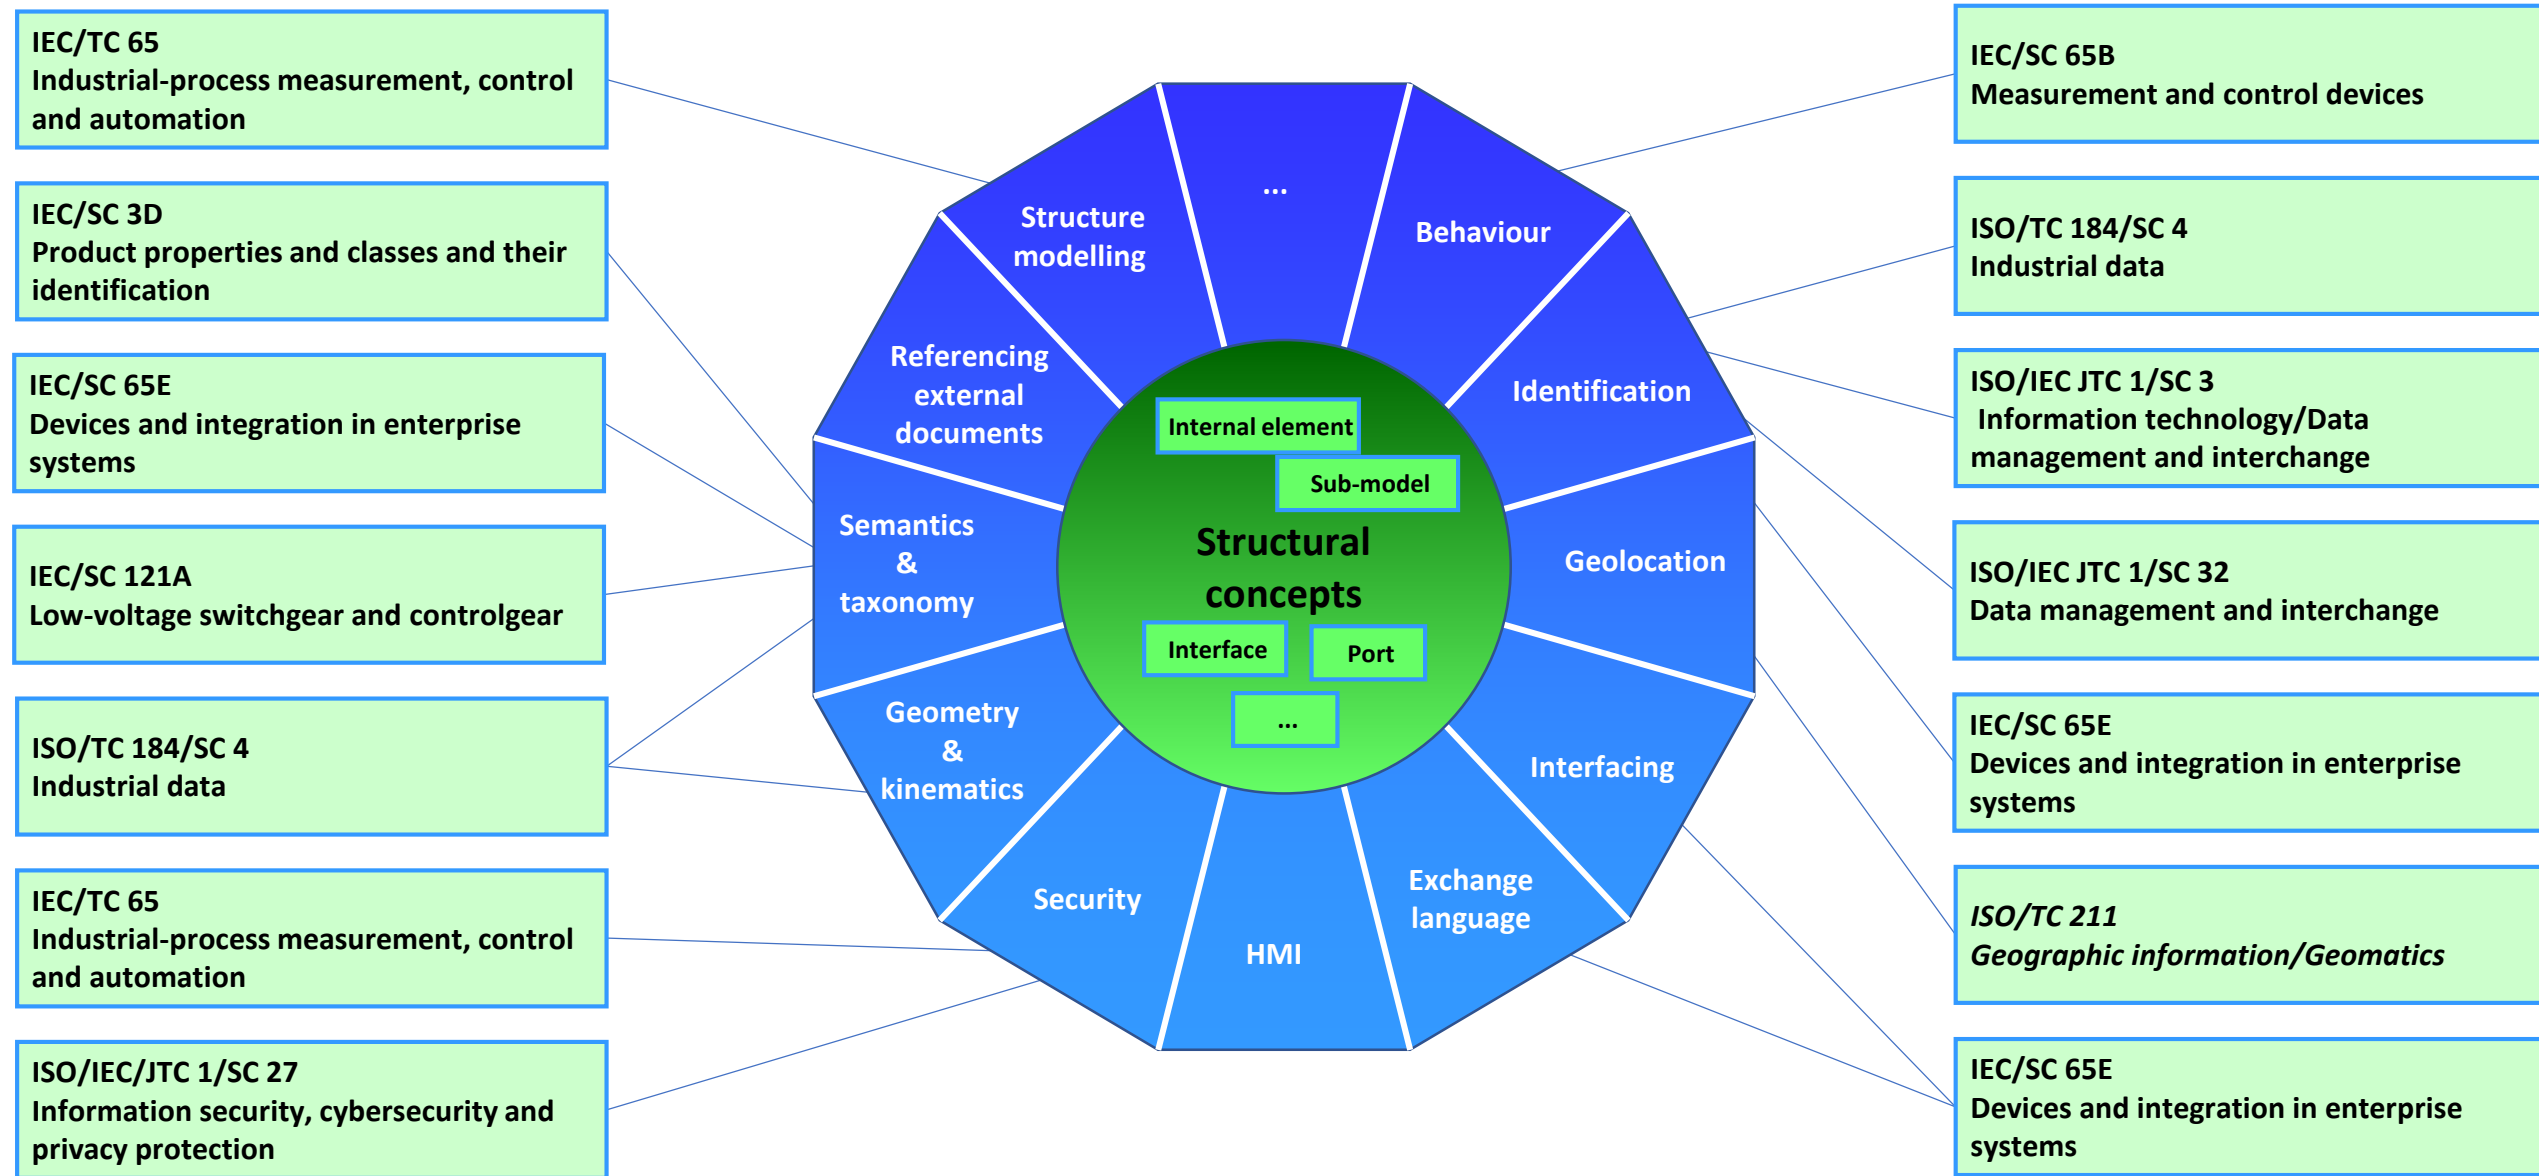 IEC/TC 65
Industrial-process measurement, control
and automation
IEC/SC 3D
Product properties and classes and their
identification
IEC/SC 65E
Devices and integration in enterprise
systems
IEC/SC 121A
Low-voltage switchgear and controlgear
ISO/TC 184/SC 4
Industrial data
IEC/TC 65
Industrial-process measurement, control
and automation
ISO/IEC/JTC 1/SC 27
Information security, cybersecurity and
privacy protection
...
Structure
modelling
Referencing
external
documents
Semantics
&
taxonomy
Geometry
&
kinematics
Security
HMI
Exchange
language
Interfacing
Geolocation
Identification
Behaviour
Internal element
Sub-model
Structural
concepts
Interface
Port
...
IEC/SC 65B
Measurement and control devices
ISO/TC 184/SC 4
Industrial data
ISO/IEC JTC 1/SC 3
Information technology/Data
management and interchange
ISO/IEC JTC 1/SC 32
Data management and interchange
IEC/SC 65E
Devices and integration in enterprise
systems
ISO/TC 211
Geographic information/Geomatics
IEC/SC 65E
Devices and integration in enterprise
systems